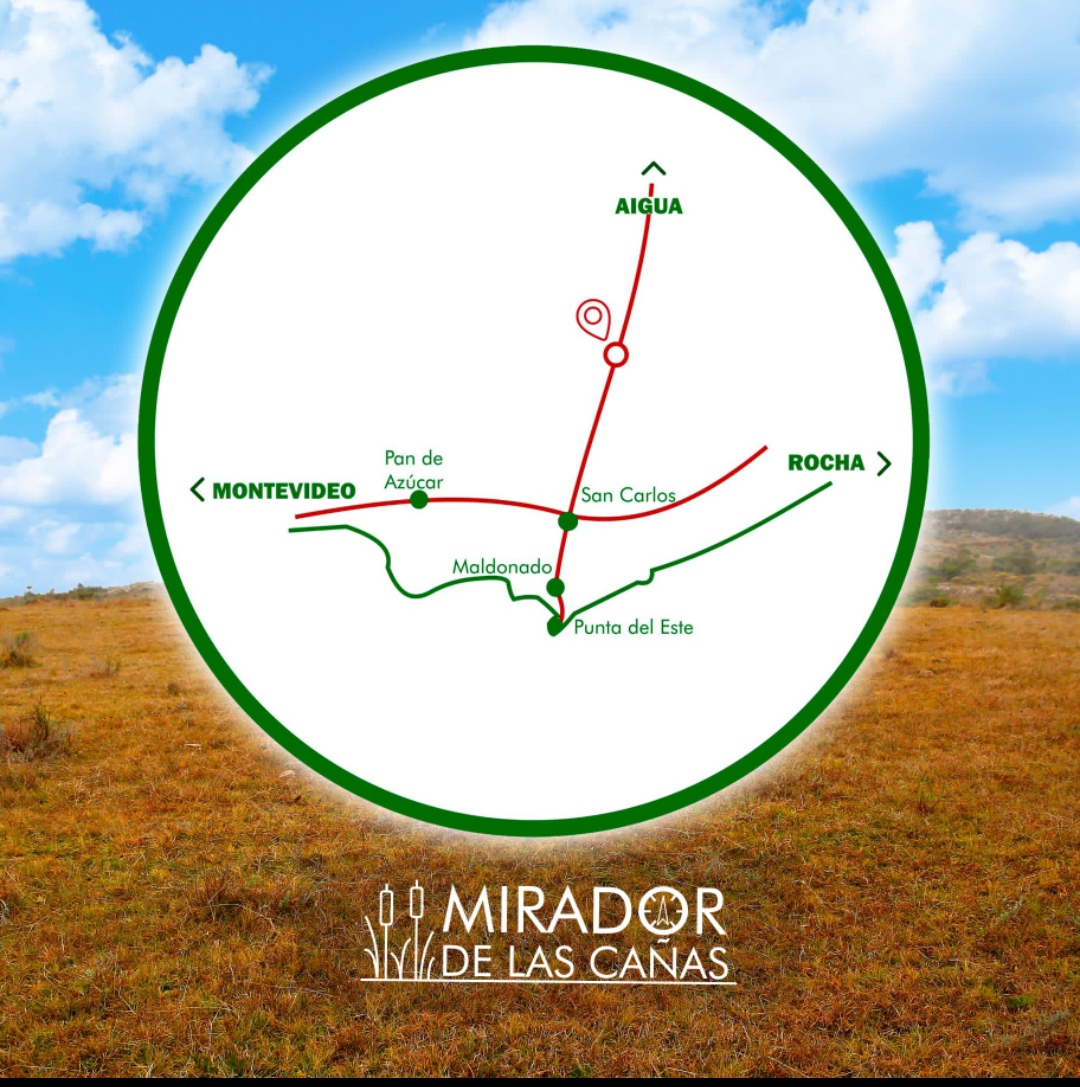 AIGUA
Pan de
Azúcar
MONTEVIDEO
ROCHA
San Carlos
Maldonado
Punta del Este
MIRADOR
DE LAS CAÑAS